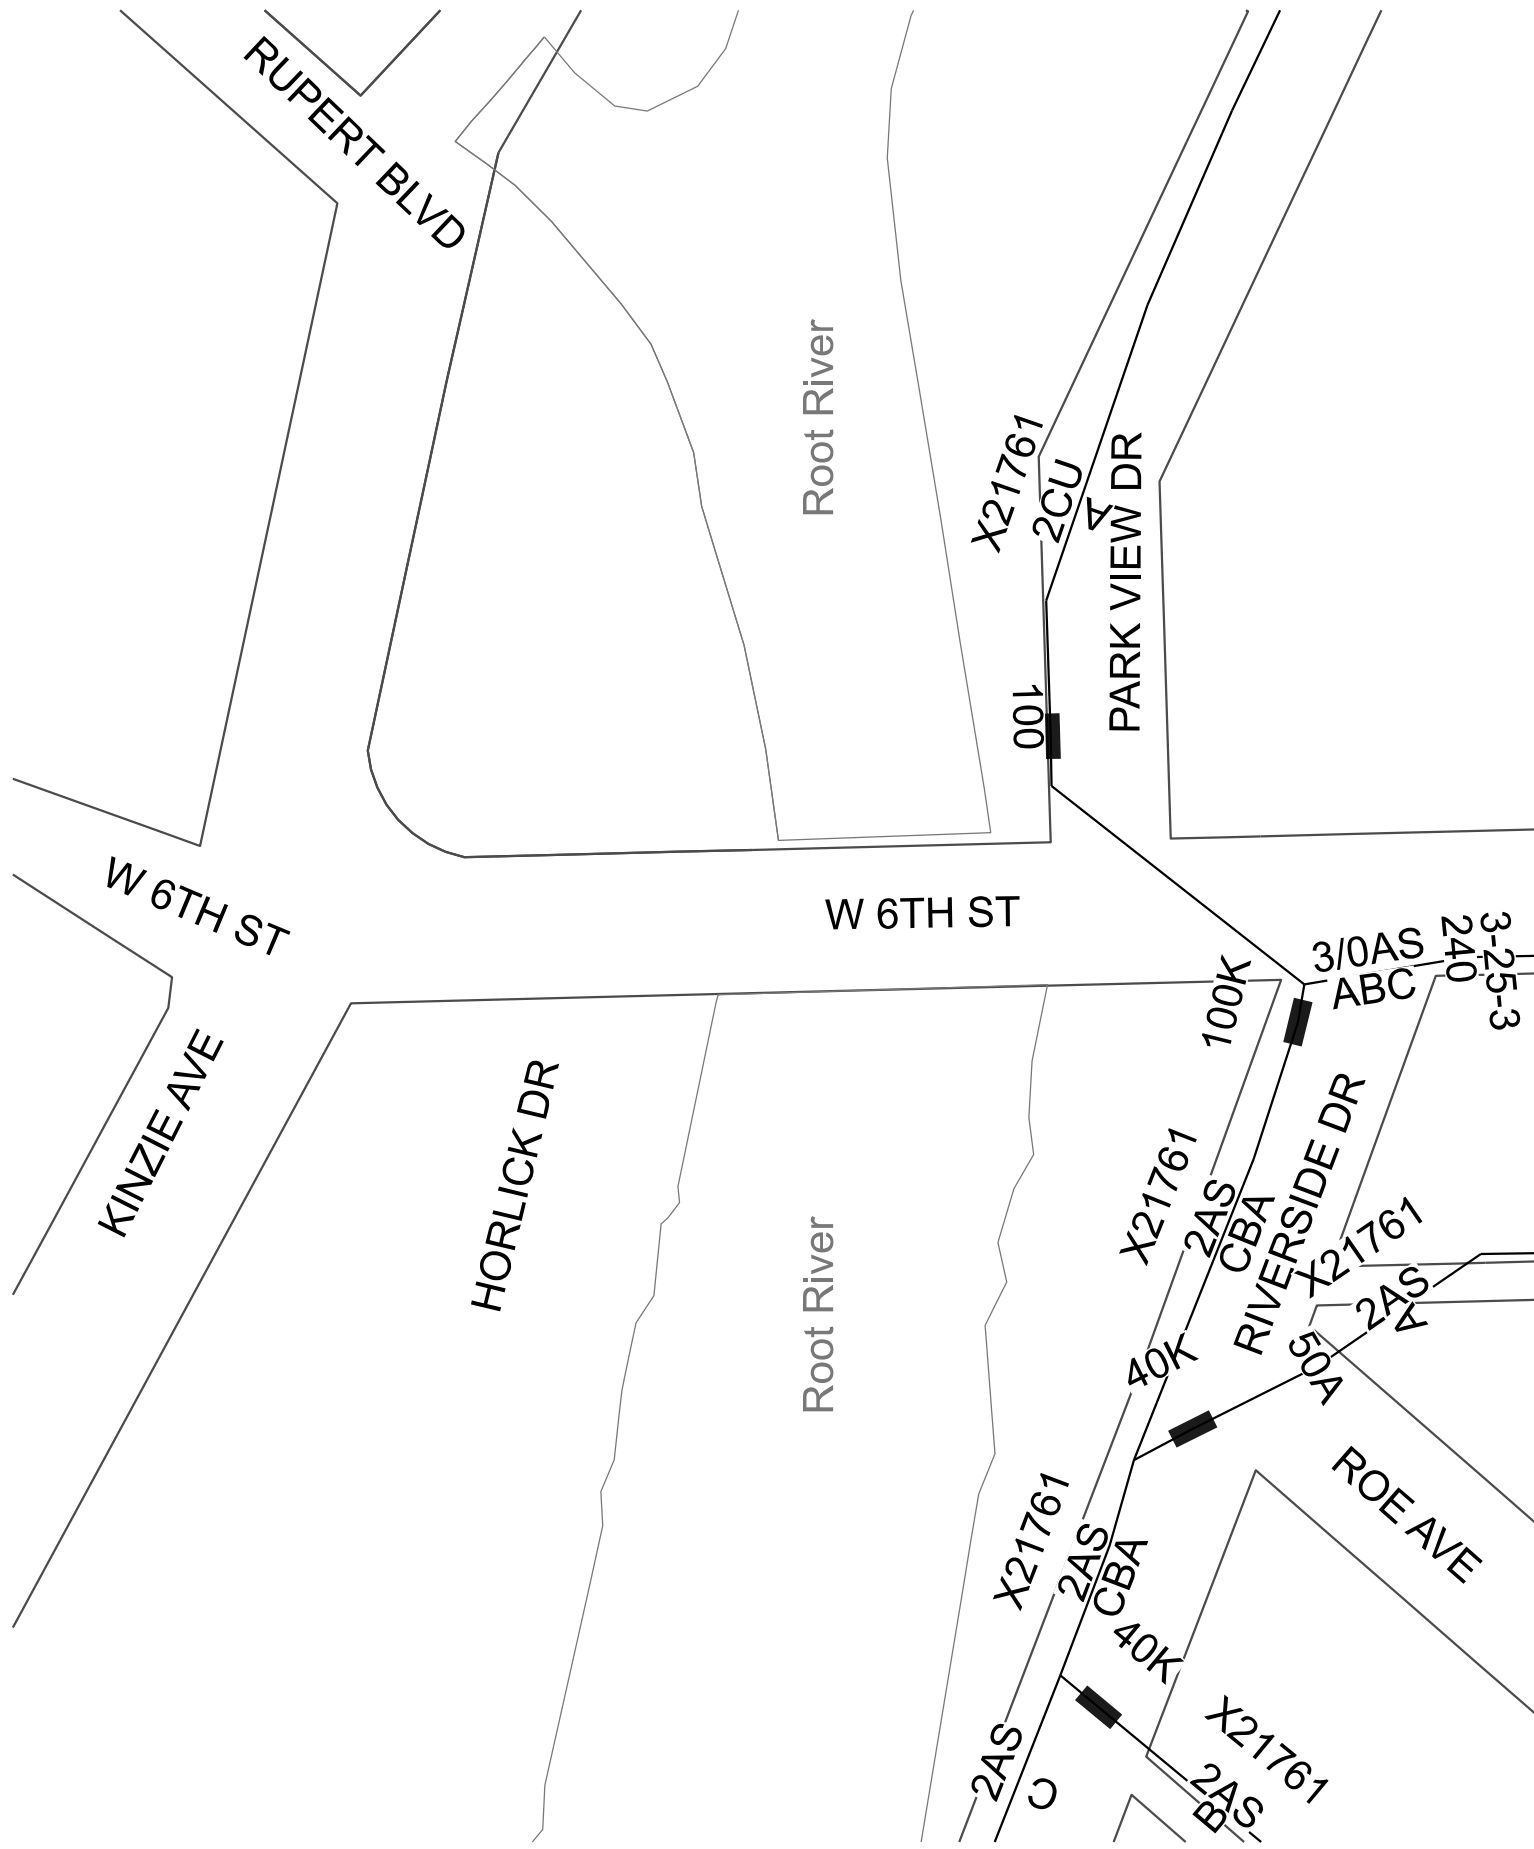 RUPERT BLVD
Root River
X21761
2CU
A
PARK VIEW DR
100
W 6TH ST
W 6TH ST
3/0AS
ABC
240
3-25-3
100K
KINZIE AVE
HORLICK DR
Root River
X21761
2AS
CBA
RIVERSIDE DR
X21761
2AS
A
40K
50A
ROE AVE
X21761
2AS
CBA
40K
X21761
2AS
B
2AS
C